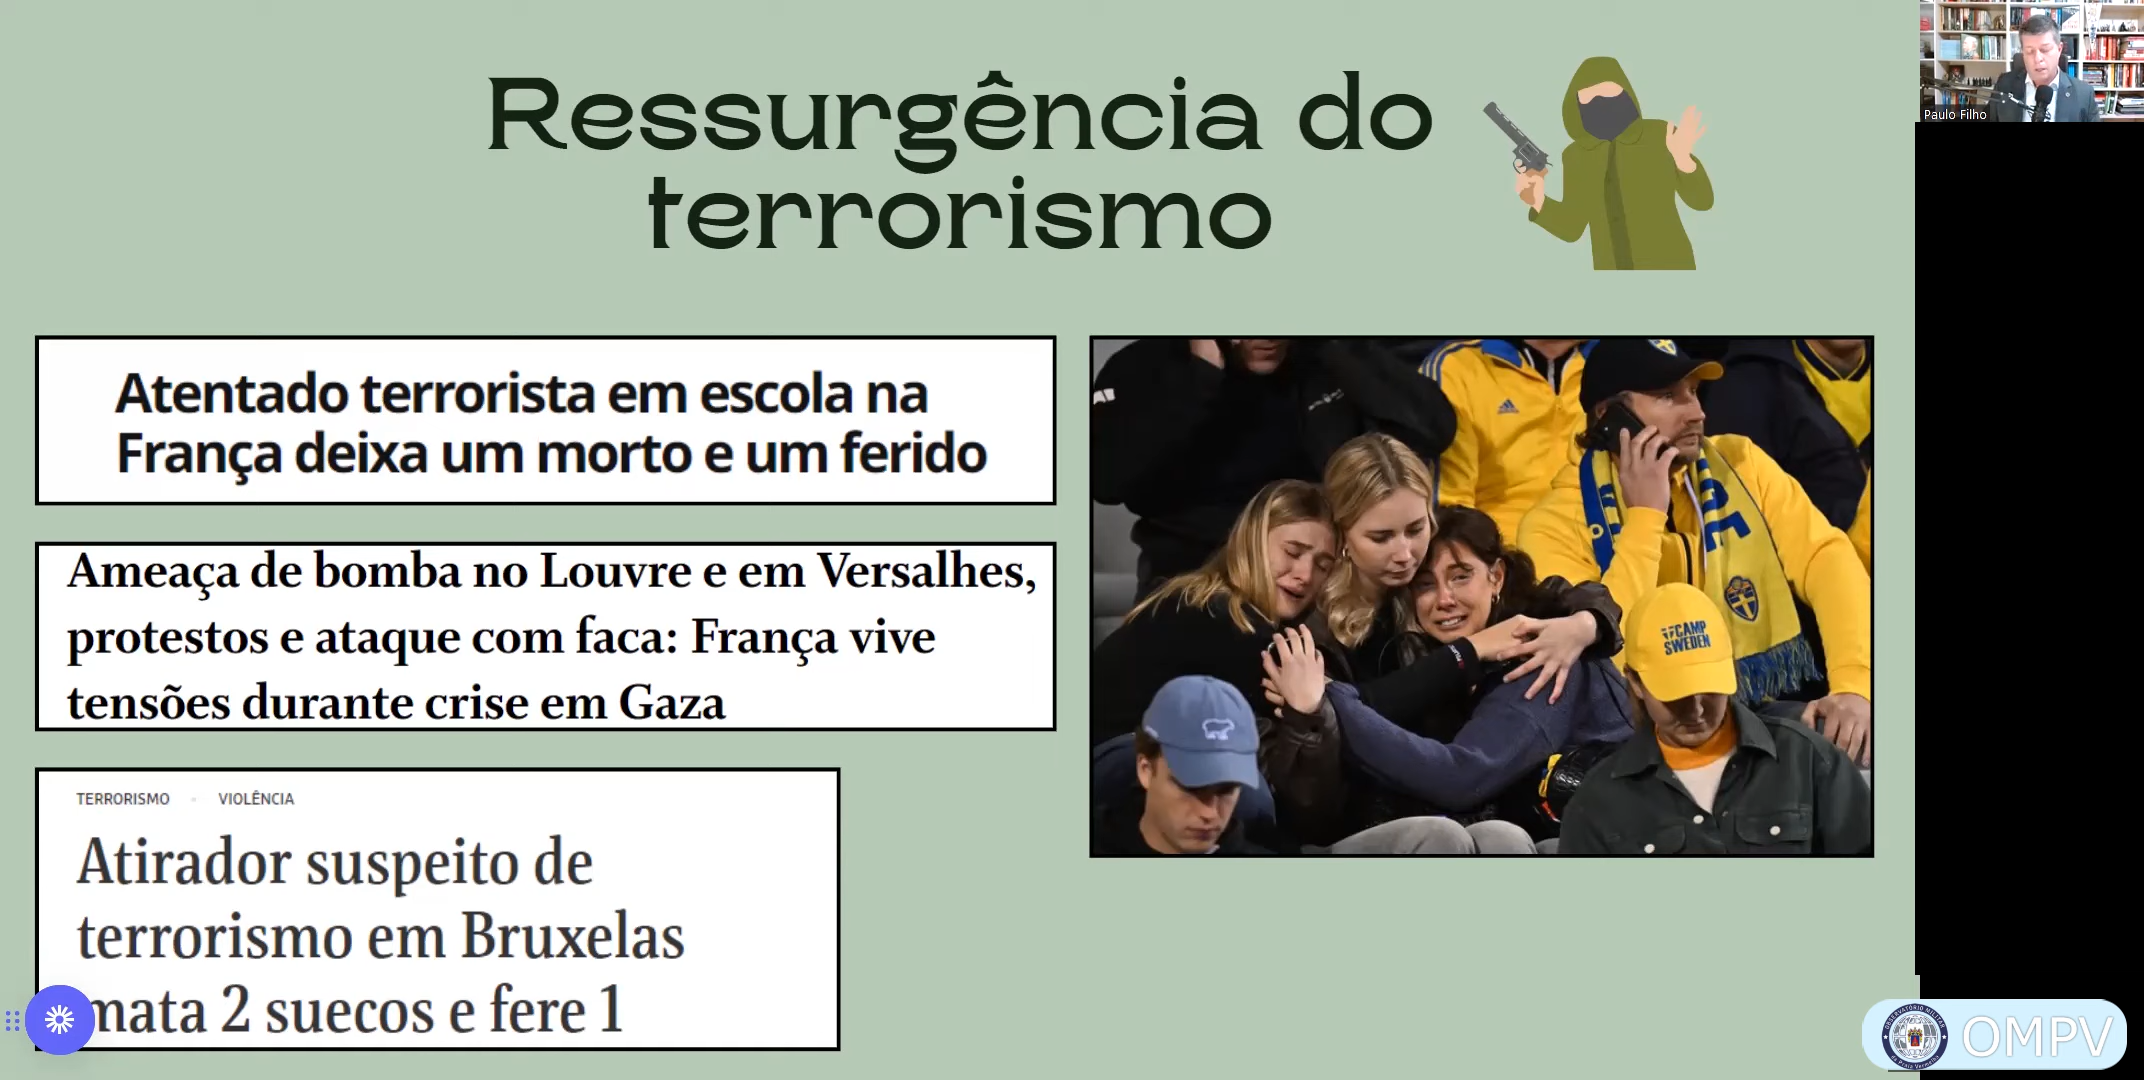 Ressurgência do
terrorismo
Paulo Filho
Atentado terrorista em escola na
França deixa um morto e um ferido
Ameaça de bomba no Louvre e em Versalhes,
protestos e ataque com faca: França vive
tensões durante crise em Gaza
CAMP
SWEDEN
TERRORISMO
VIOLÊNCIA
Atirador suspeito de
terrorismo em Bruxelas
mata 2 suecos e fere 1
OMPV